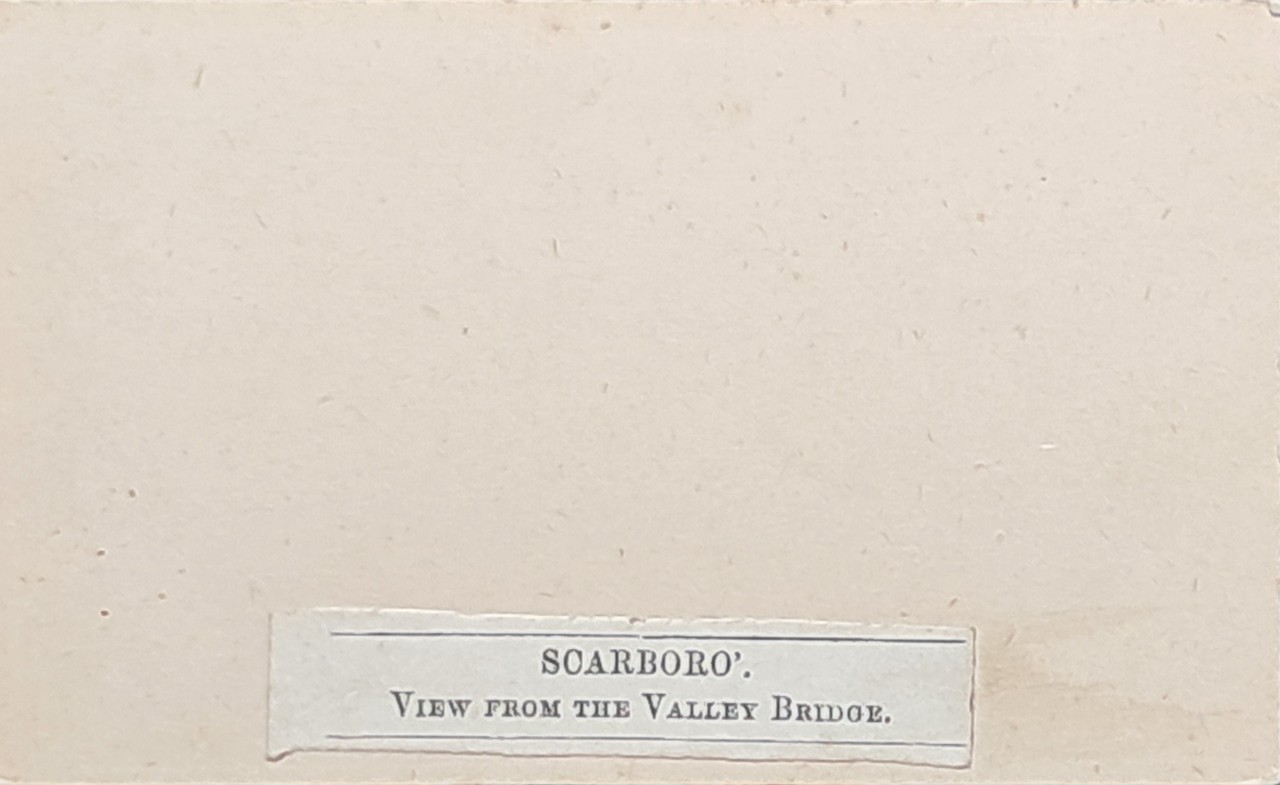 SCARBORO'.
VIEW FROM THE VALLEY BRIDGE.